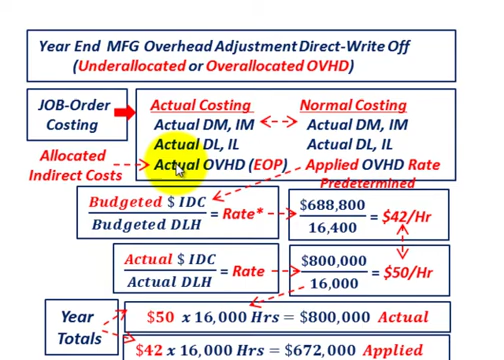 Year End MFG Overhead Adjustment Direct-Write Off
(Underallocated or Overallocated OVHD)
JOB-Order
Costing
Actual Costing
Normal Costing
Actual DM, IM
Actual DM, IM
Actual DL, IL
Actual DL, IL
Allocated
Indirect Costs
Actual OVHD (EOP)
Applied OVHD Rate
Predetermined
Budgeted $ IDC
Budgeted DLH
= Rate*
$688,800
16,400
= $42/Hr
Actual $ IDC
Actual DLH
= Rate
$800,000
16,000
= $50/Hr
Year
Totals
$50 x 16,000 Hrs = $800,000 Actual
$42 x 16,000 Hrs = $672,000 Applied